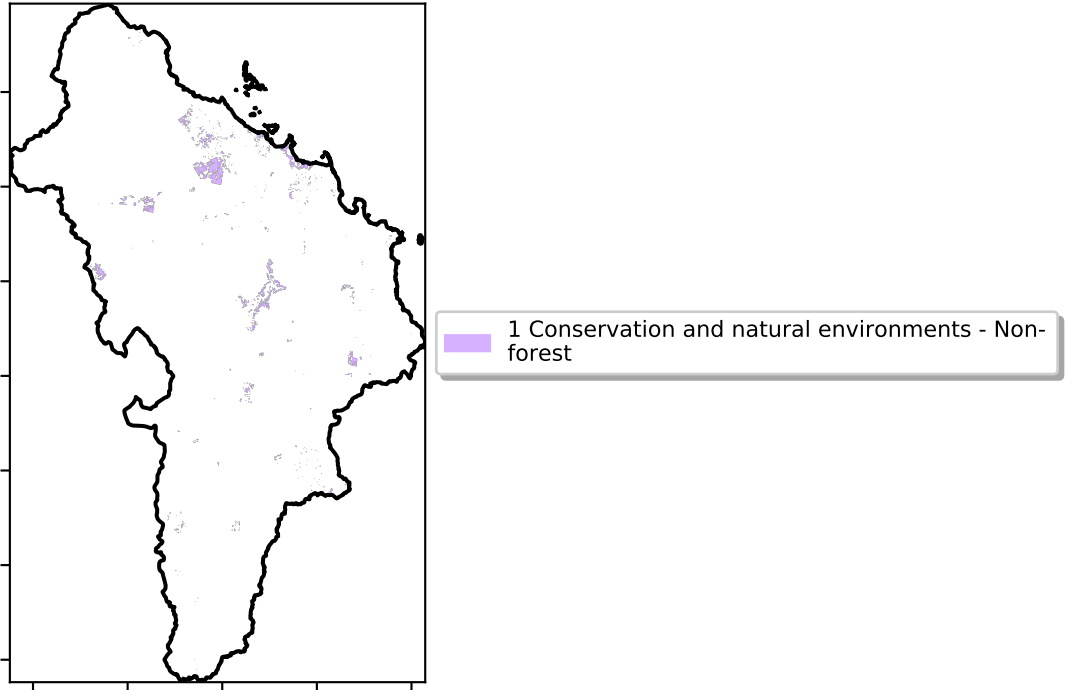 1 Conservation and natural environments - Non-
forest